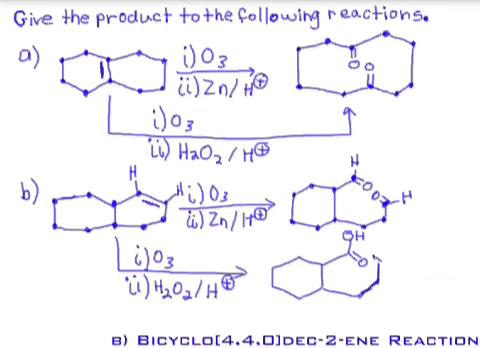 Give the product to the following reactions.
a)
i) O3
ii) Zn/H⊕
O
O
i) O3
ii) H2O2/H⊕
b)
H
H
i) O3
ii) Zn/H⊕
H
O
O
H
i) O3
ii) H2O2/H⊕
OH
O
B) BICYCLO[4.4.0]DEC-2-ENE REACTION